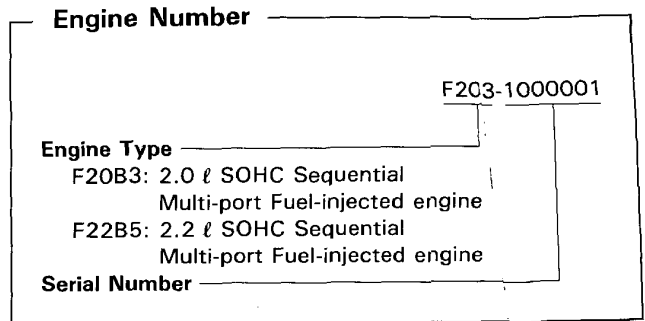 Engine Number
F203-1000001
Engine Type
F20B3: 2.0 ℓ SOHC Sequential
Multi-port Fuel-injected engine
F22B5: 2.2 ℓ SOHC Sequential
Multi-port Fuel-injected engine
Serial Number